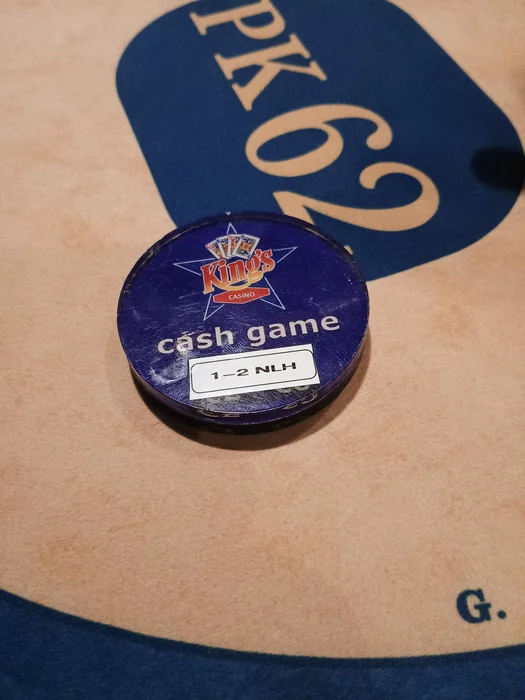 PK
62
King's
CASINO
cash game
1–2 NLH
G.